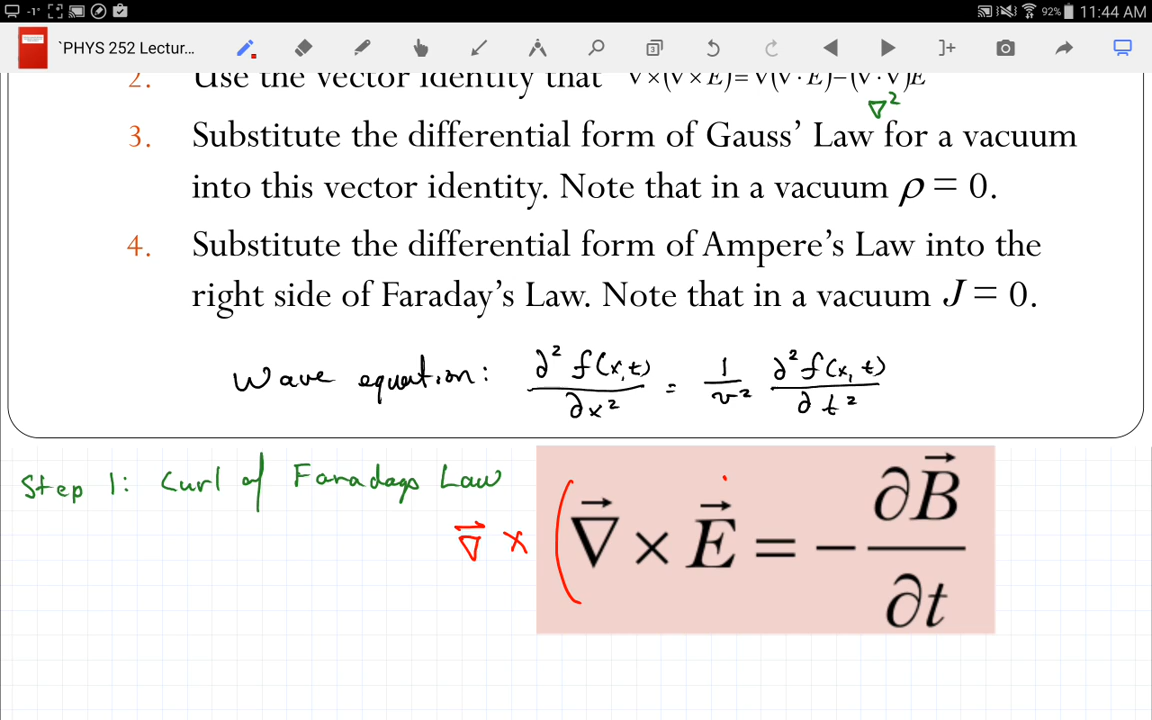 -1° 92% 11:44 AM
`PHYS 252 Lectur...
2. Use the vector identity that ∇×(∇×E)=∇(∇·E)−(∇·∇)E
∇²
3. Substitute the differential form of Gauss’ Law for a vacuum
into this vector identity. Note that in a vacuum ρ = 0.
4. Substitute the differential form of Ampere’s Law into the
right side of Faraday’s Law. Note that in a vacuum J = 0.
Wave equation: ∂² f(x,t) / ∂x² = 1/v² ∂² f(x,t) / ∂t²
Step 1: Curl of Faradays Law
∇⃗ × (∇⃗ × E⃗ = − ∂B⃗ / ∂t